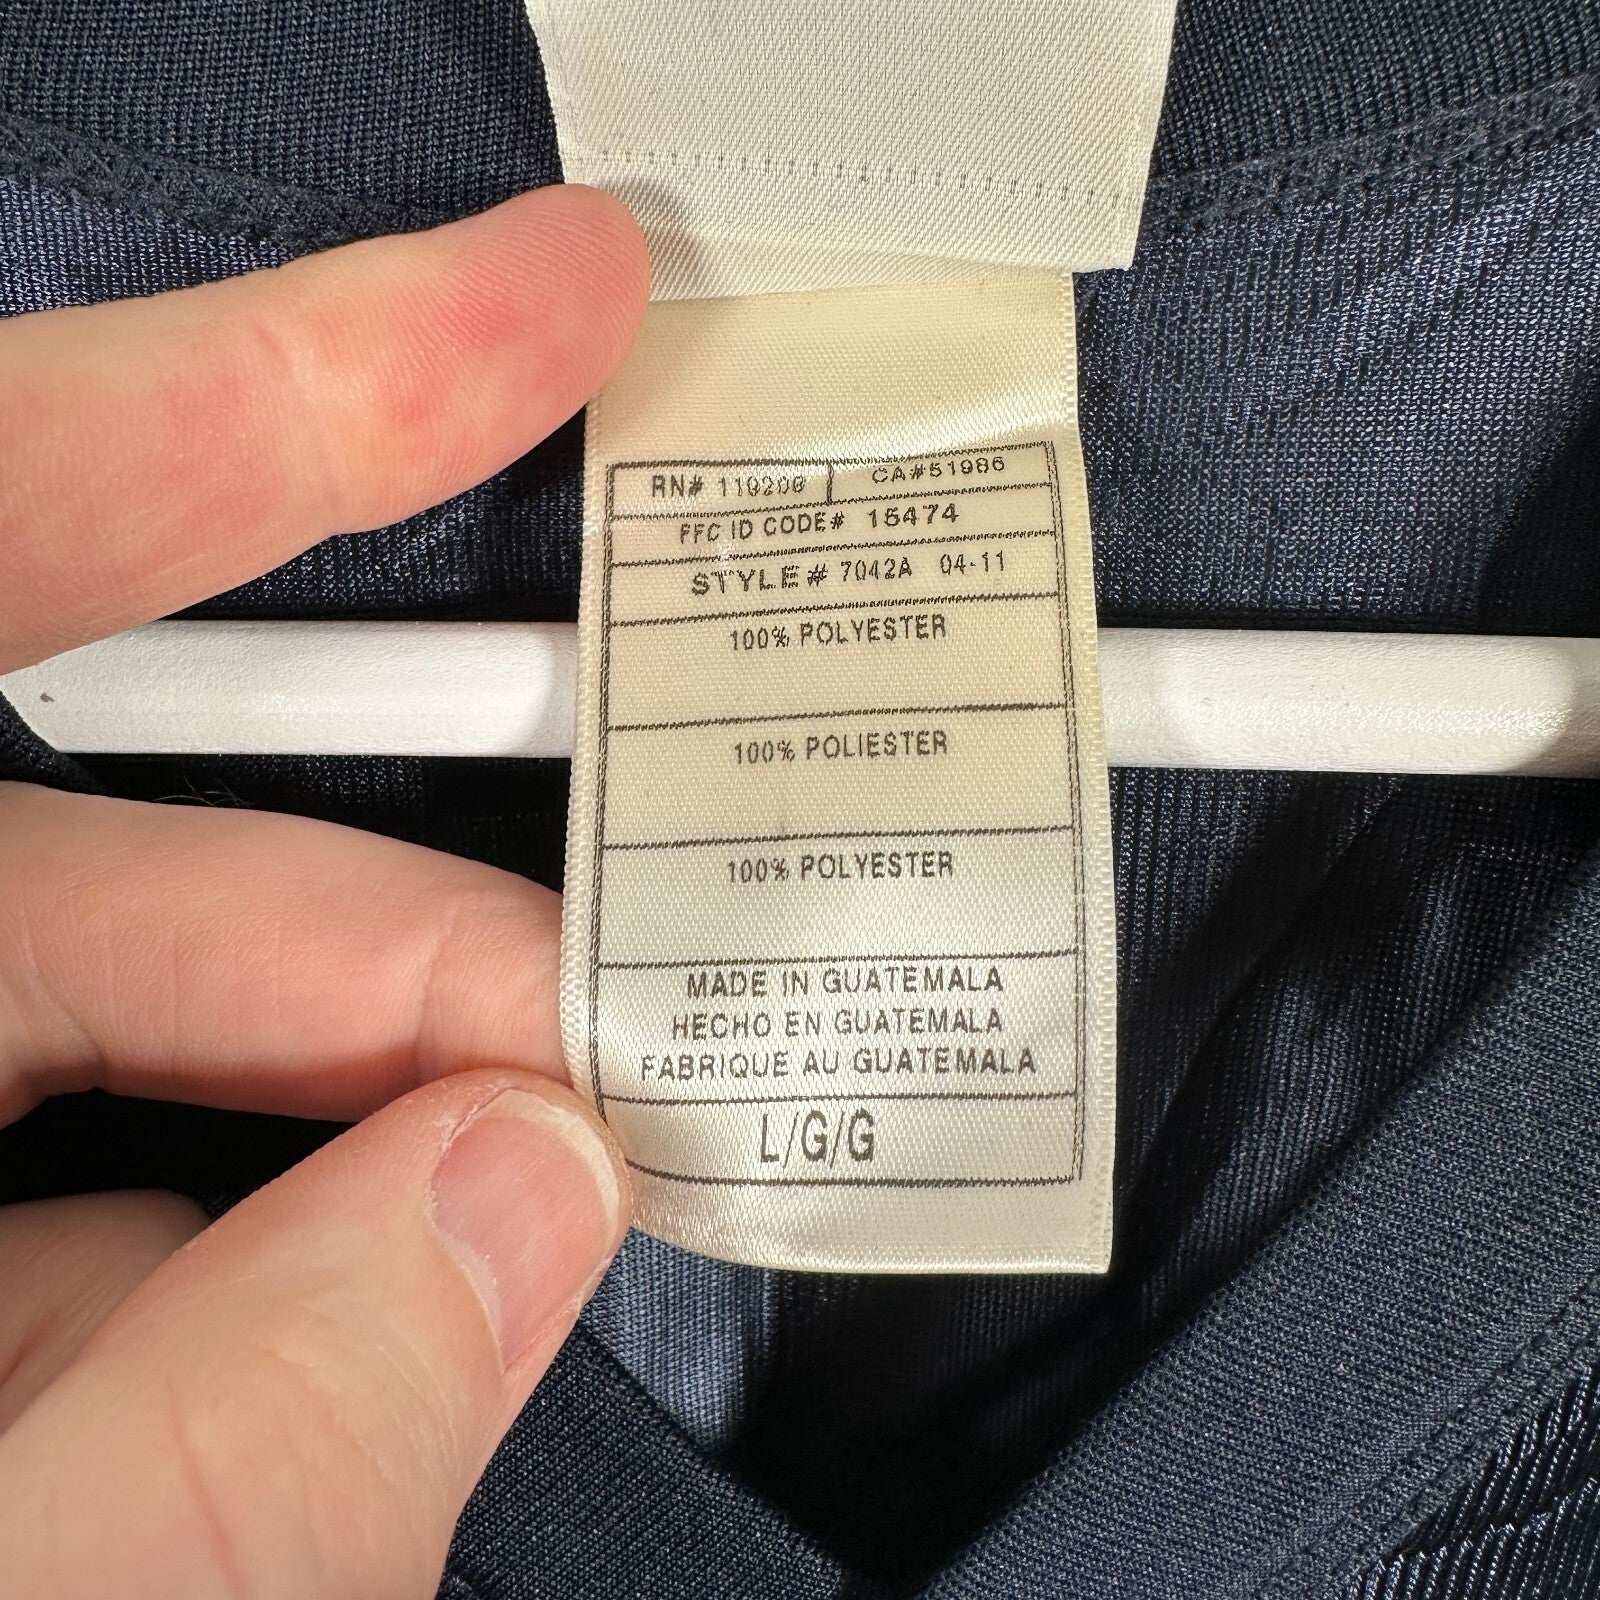 RN# 110200 CA#51986
FFC ID CODE# 15474
STYLE# 7042A 04-11
100% POLYESTER
100% POLIESTER
100% POLYESTER
MADE IN GUATEMALA
HECHO EN GUATEMALA
FABRIQUE AU GUATEMALA
L/G/G